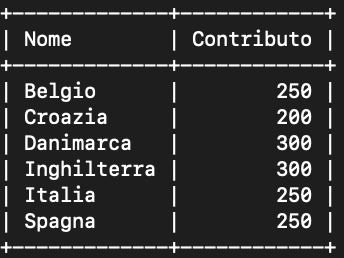 +------------+------------+
| Nome       | Contributo |
+------------+------------+
| Belgio     |        250 |
| Croazia    |        200 |
| Danimarca  |        300 |
| Inghilterra |        300 |
| Italia     |        250 |
| Spagna     |        250 |
+------------+------------+